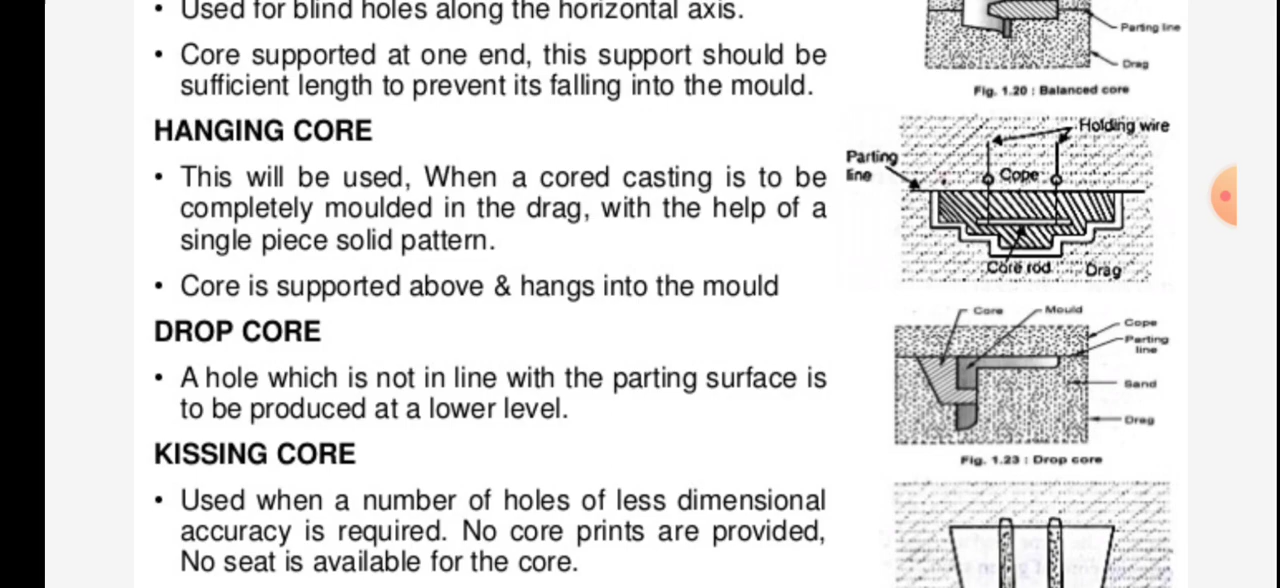 • Used for blind holes along the horizontal axis.
• Core supported at one end, this support should be
sufficient length to prevent its falling into the mould.
HANGING CORE
• This will be used, When a cored casting is to be
completely moulded in the drag, with the help of a
single piece solid pattern.
• Core is supported above & hangs into the mould
DROP CORE
• A hole which is not in line with the parting surface is
to be produced at a lower level.
KISSING CORE
• Used when a number of holes of less dimensional
accuracy is required. No core prints are provided,
No seat is available for the core.
Parting line
Drag
Fig. 1.20 : Balanced core
Holding wire
Parting
line
Cope
Core rod
Drag
Core
Mould
Cope
Parting
line
Sand
Drag
Fig. 1.23 : Drop core